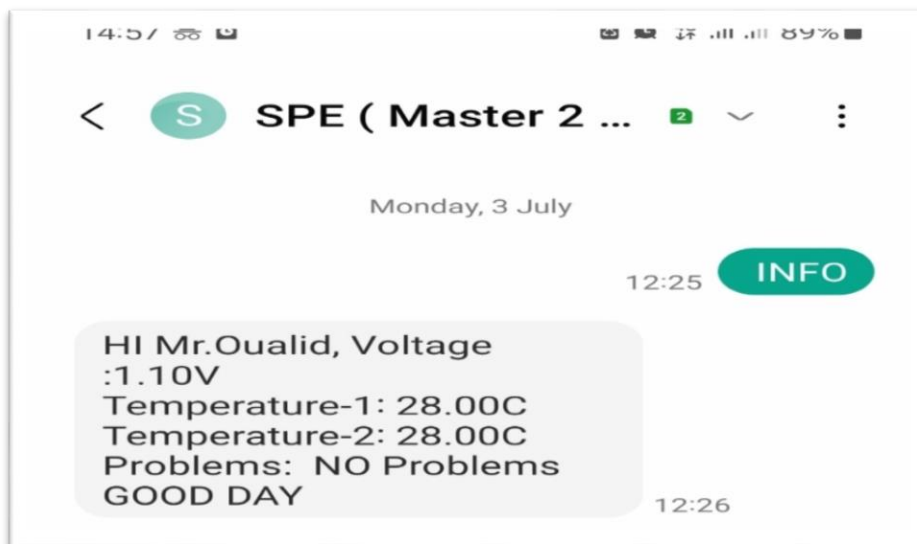 14:57 89%
S SPE ( Master 2 ... 2
Monday, 3 July
12:25 INFO
HI Mr.Oualid, Voltage
:1.10V
Temperature-1: 28.00C
Temperature-2: 28.00C
Problems: NO Problems
GOOD DAY
12:26